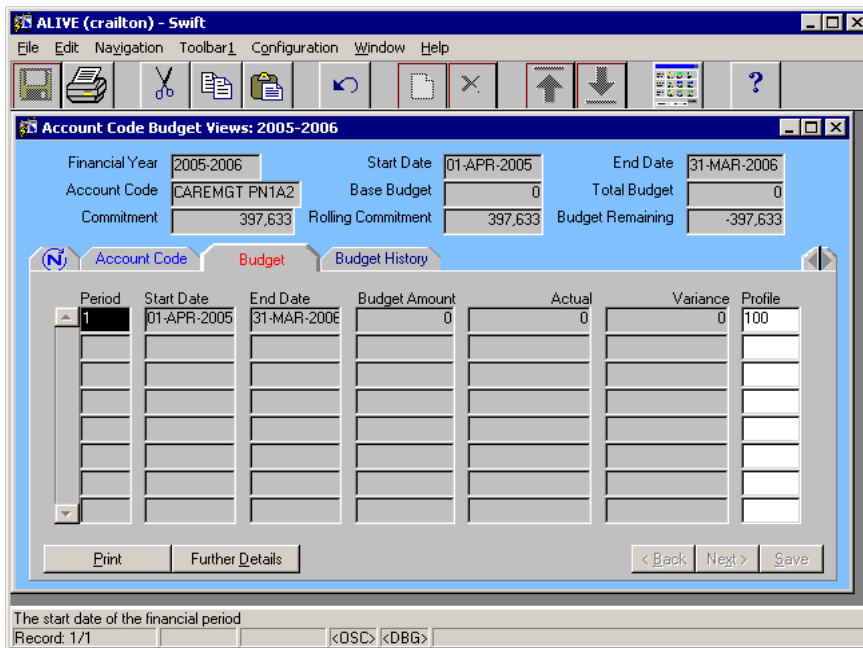 ALIVE (crailton) - Swift
File Edit Navigation Toolbar1 Configuration Window Help
?
Account Code Budget Views: 2005-2006
Financial Year 2005-2006 Start Date 01-APR-2005 End Date 31-MAR-2006
Account Code CAREMGT PN1A2 Base Budget 0 Total Budget 0
Commitment 397,633 Rolling Commitment 397,633 Budget Remaining -397,633
N Account Code Budget Budget History
Period Start Date End Date Budget Amount Actual Variance Profile
1 01-APR-2005 31-MAR-2006 0 0 0 100
Print Further Details < Back Next > Save
The start date of the financial period
Record: 1/1 <OSC> <DBG>